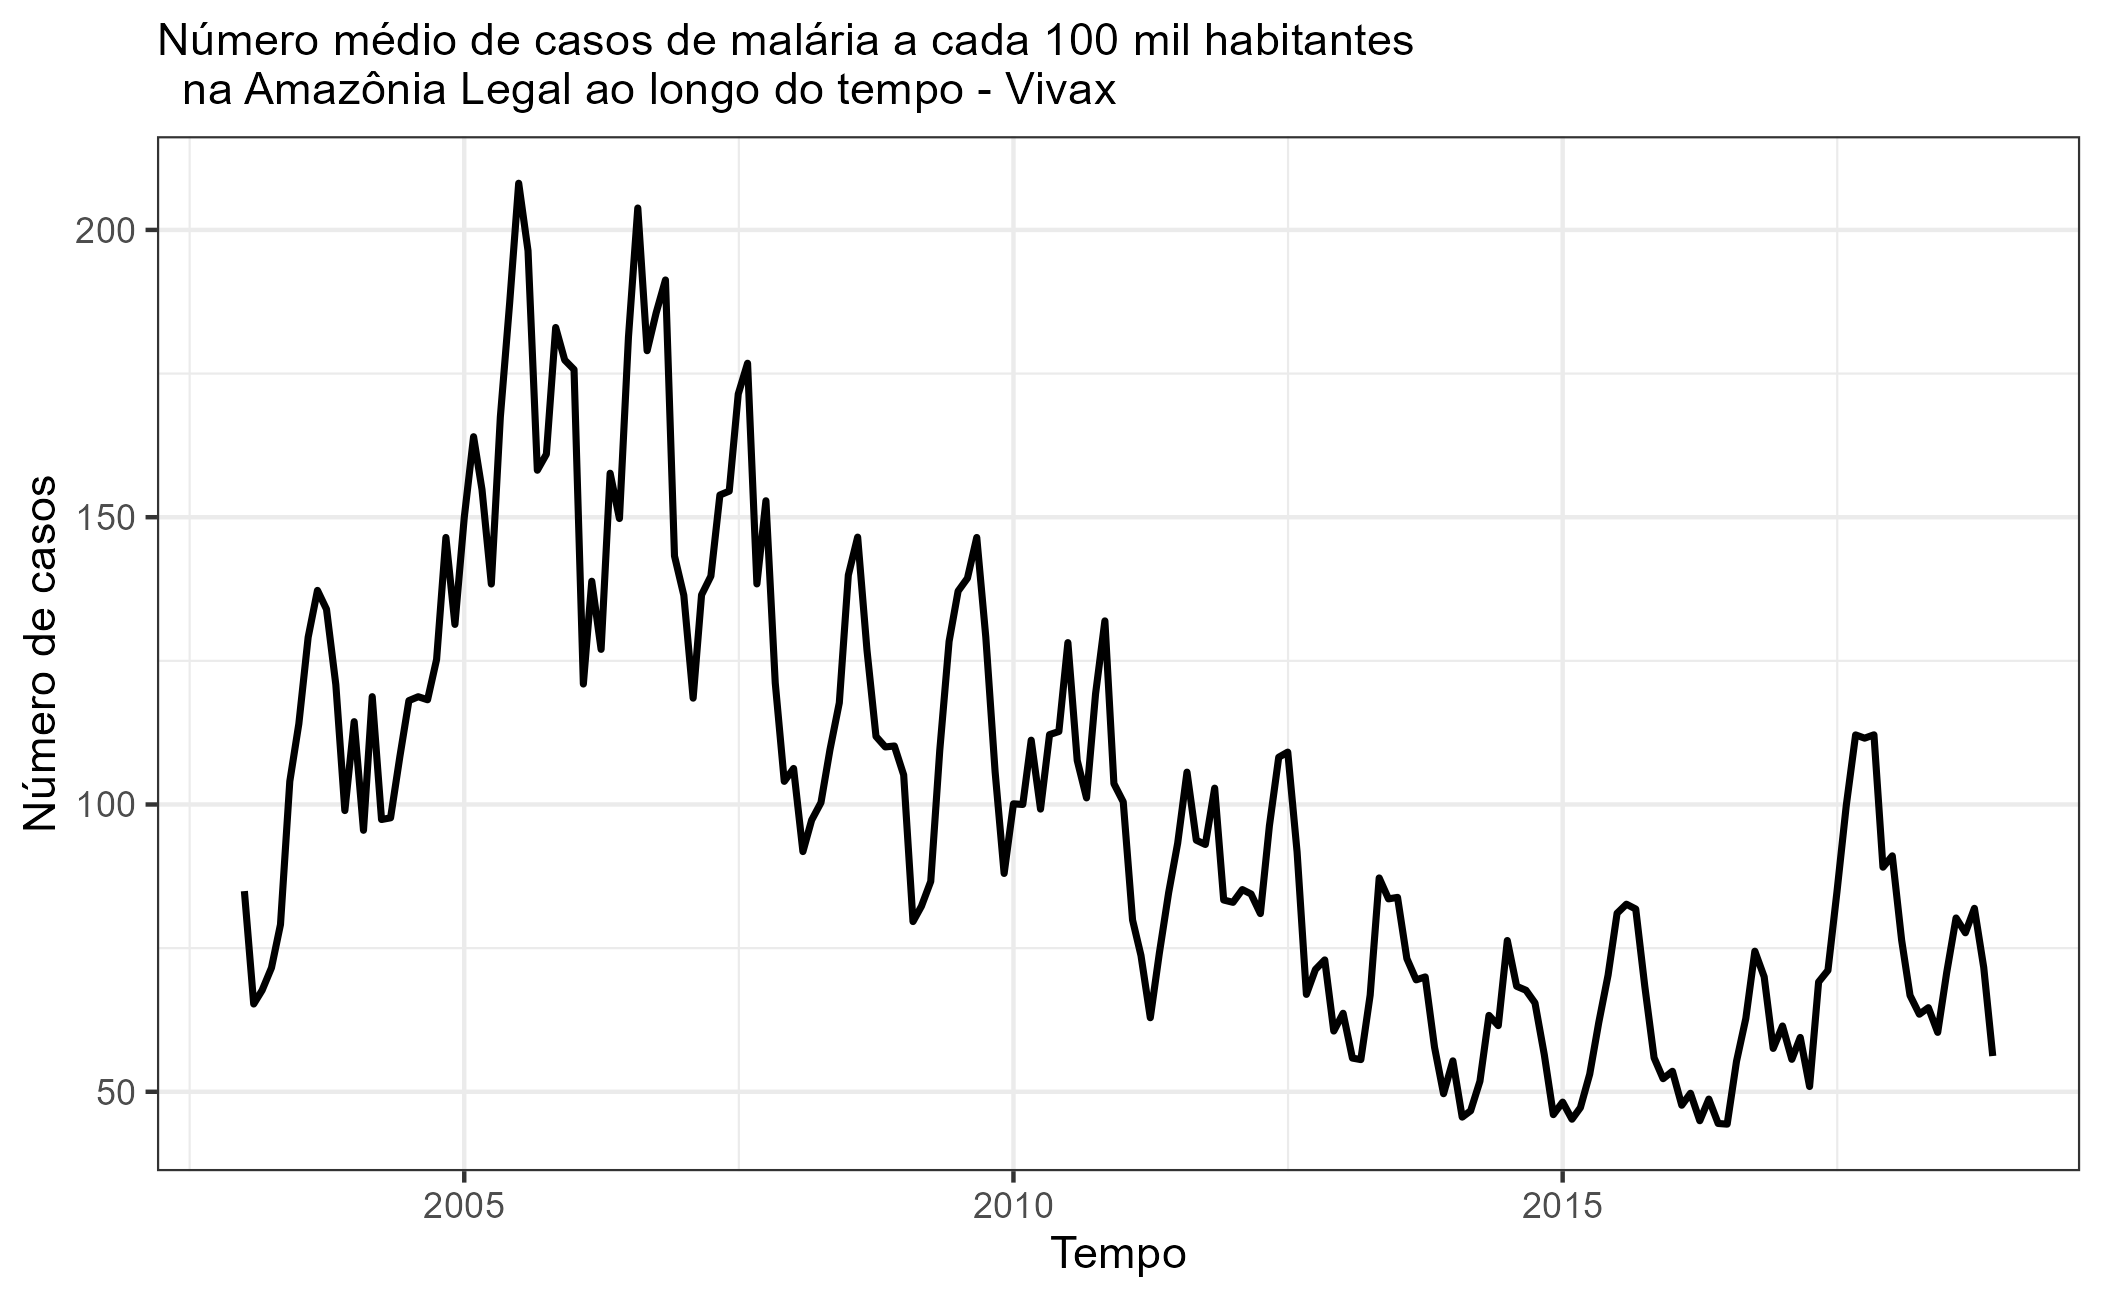 Número médio de casos de malária a cada 100 mil habitantes
na Amazônia Legal ao longo do tempo - Vivax
Número de casos
200
150
100
50
2005 2010 2015
Tempo